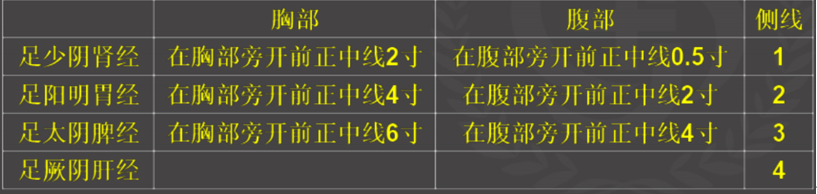 胸部 腹部 侧线
足少阴肾经 在胸部旁开前正中线2寸 在腹部旁开前正中线0.5寸 1
足阳明胃经 在胸部旁开前正中线4寸 在腹部旁开前正中线2寸 2
足太阴脾经 在胸部旁开前正中线6寸 在腹部旁开前正中线4寸 3
足厥阴肝经 4